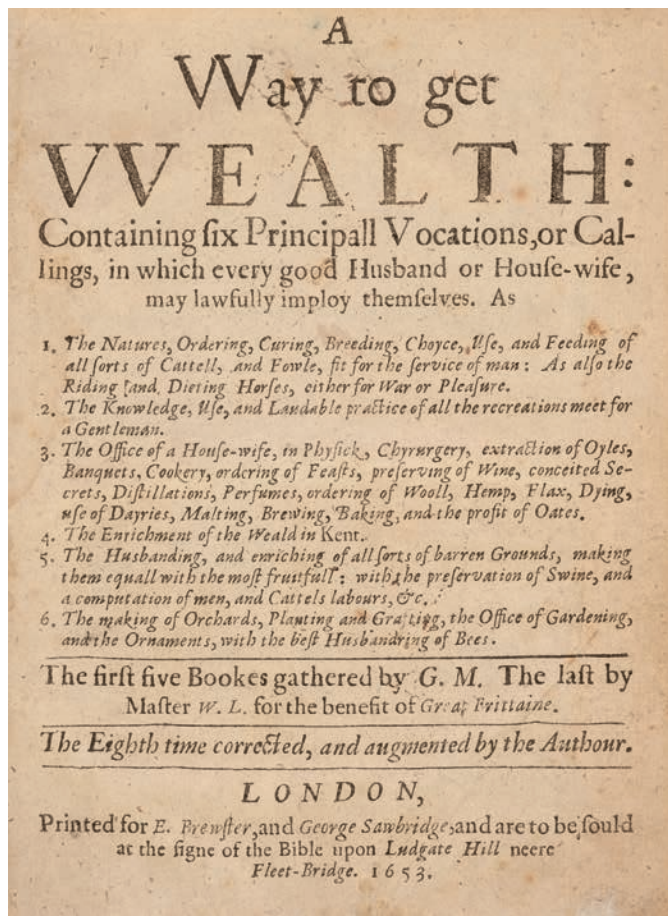 A
VVay to get
VVEALTH:
Containing ſix Principall Vocations, or Cal-
lings, in which every good Husband or Houſe-wife,
may lawfully imploy themſelves. As
1. The Natures, Ordering, Curing, Breeding, Choyce, Uſe, and Feeding of
all ſorts of Cattell, and Fowle, fit for the ſervice of man: As alſo the
Riding and Dieting Horſes, either for War or Pleaſure.
2. The Knowledge, Uſe, and Laudable practice of all the recreations meet for
a Gentleman.
3. The Office of a Houſe-wife, in Phyſick, Chyrurgery, extraction of Oyles,
Banquets, Cookery, ordering of Feaſts, preſerving of Wine, conceited Se-
crets, Diſtillations, Perfumes, ordering of Wooll, Hemp, Flax, Dying,
uſe of Dayries, Malting, Brewing, Baking, and the profit of Oates.
4. The Enrichment of the Weald in Kent.
5. The Husbanding, and enriching of all ſorts of barren Grounds, making
them equall with the moſt fruitfull: with the preſervation of Swine, and
a computation of men, and Cattels labours, &c.
6. The making of Orchards, Planting and Grafting, the Office of Gardening,
and the Ornaments, with the beſt Husbandring of Bees.
The firſt five Bookes gathered by G. M. The laſt by
Maſter W. L. for the benefit of Great Brittaine.
The Eighth time corrected, and augmented by the Authour.
LONDON,
Printed for E. Brewſter, and George Sawbridge, and are to be ſould
at the ſigne of the Bible upon Ludgate Hill neere
Fleet-Bridge. 1653.